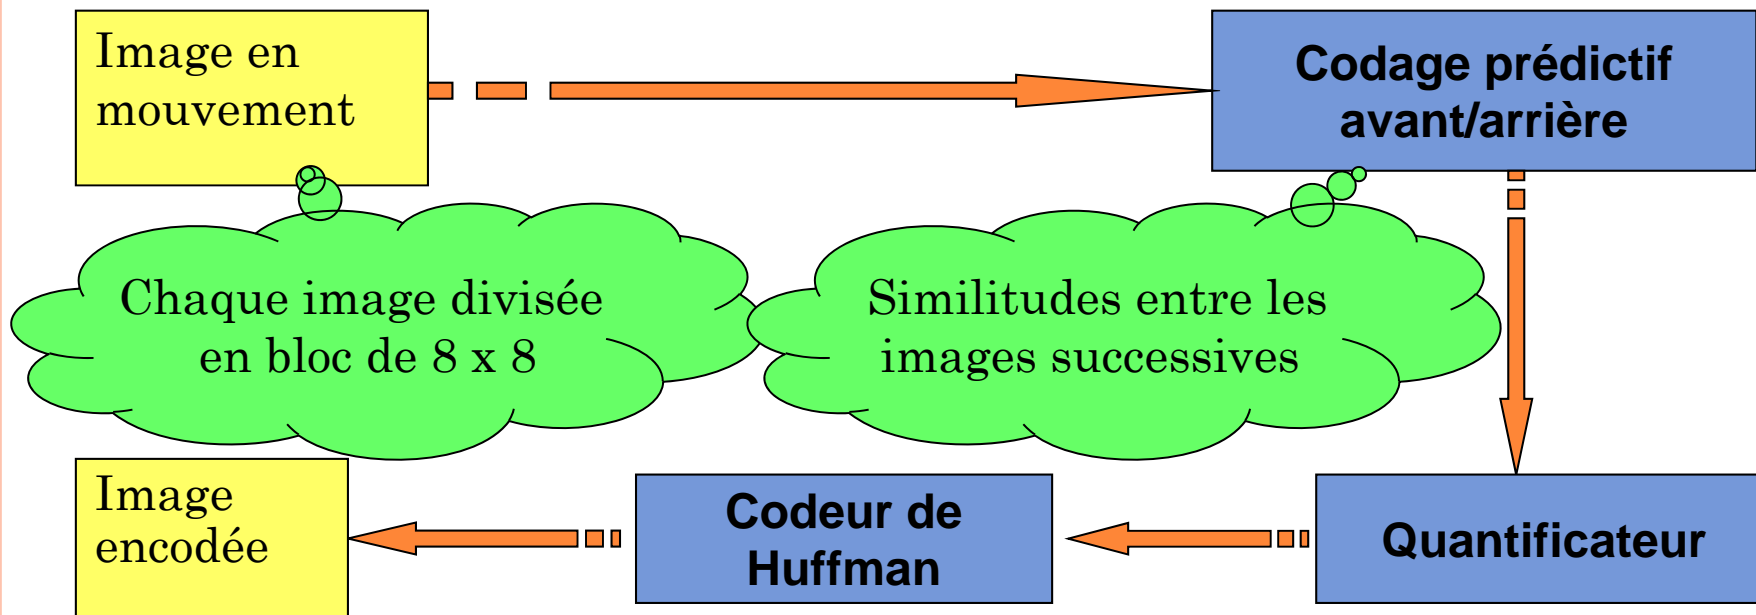 Image en
mouvement
Codage prédictif
avant/arrière
Chaque image divisée
en bloc de 8 x 8
Similitudes entre les
images successives
Image
encodée
Codeur de
Huffman
Quantificateur